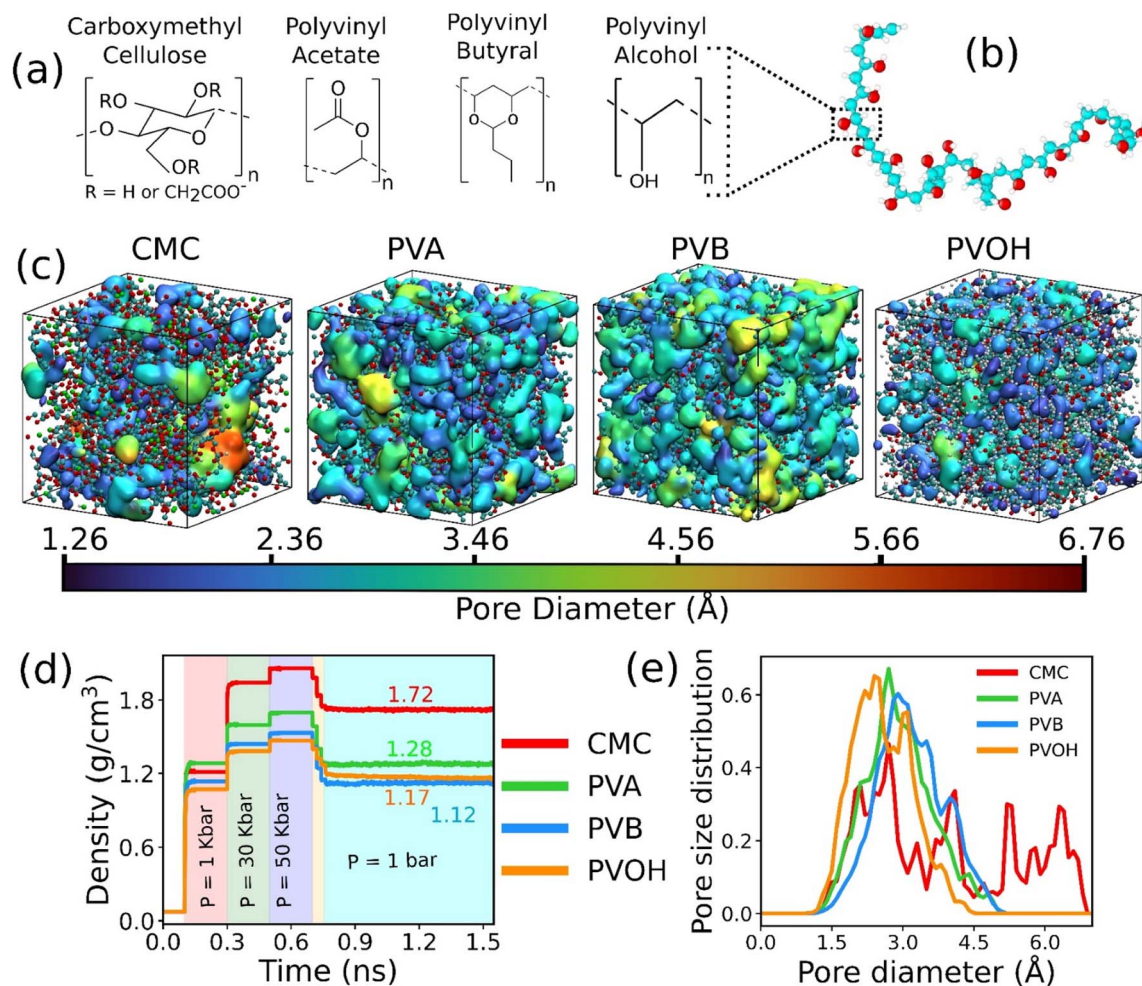 (a)
Carboxymethyl
Cellulose
Polyvinyl
Acetate
Polyvinyl
Butyral
Polyvinyl
Alcohol
(b)
RO
OR
O
O
OR
n
R = H or CH₂COO⁻
O
O
n
O
O
n
OH
n
(c)
CMC
PVA
PVB
PVOH
1.26
2.36
3.46
4.56
5.66
6.76
Pore Diameter (Å)
(d)
Density (g/cm³)
1.8
1.2
0.6
0.0
P = 1 Kbar
P = 30 Kbar
P = 50 Kbar
P = 1 bar
1.72
1.28
1.17
1.12
0.0
0.3
0.6
0.9
1.2
1.5
Time (ns)
CMC
PVA
PVB
PVOH
(e)
Pore size distribution
0.6
0.4
0.2
0.0
CMC
PVA
PVB
PVOH
0.0
1.5
3.0
4.5
6.0
Pore diameter (Å)